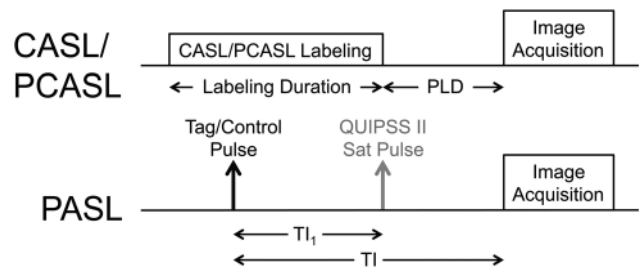 CASL/
PCASL
CASL/PCASL Labeling
Image
Acquisition
Labeling Duration
PLD
Tag/Control
Pulse
QUIPSS II
Sat Pulse
PASL
Image
Acquisition
TI₁
TI